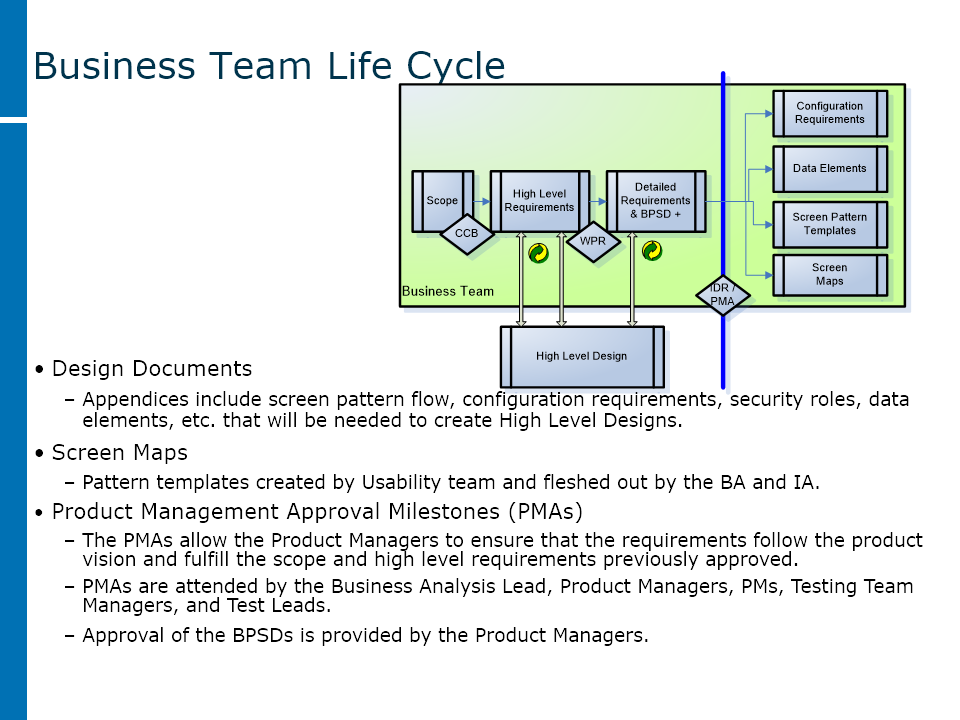 Business Team Life Cycle
Configuration
Requirements
Data Elements
Scope
High Level
Requirements
Detailed
Requirements
& BPSD +
Screen Pattern
Templates
CCB
WPR
Screen
Maps
Business Team
IDR /
PMA
High Level Design
• Design Documents
– Appendices include screen pattern flow, configuration requirements, security roles, data
elements, etc. that will be needed to create High Level Designs.
• Screen Maps
– Pattern templates created by Usability team and fleshed out by the BA and IA.
• Product Management Approval Milestones (PMAs)
– The PMAs allow the Product Managers to ensure that the requirements follow the product
vision and fulfill the scope and high level requirements previously approved.
– PMAs are attended by the Business Analysis Lead, Product Managers, PMs, Testing Team
Managers, and Test Leads.
– Approval of the BPSDs is provided by the Product Managers.